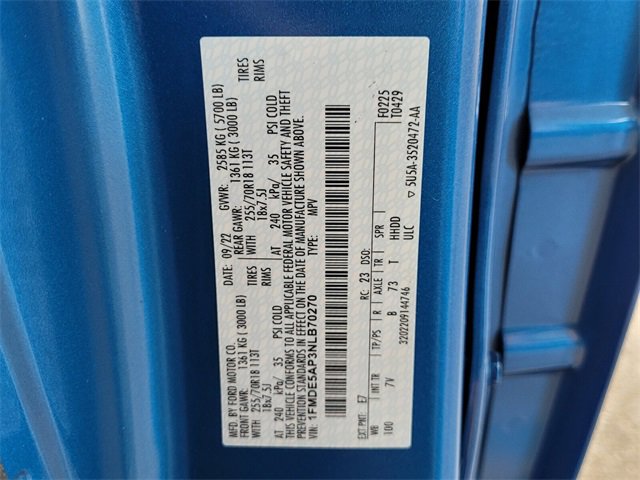 MFD. BY FORD MOTOR CO.
DATE: 09/22 GVWR: 2585 KG ( 5700 LB)
FRONT GAWR: 1361 KG ( 3000 LB) REAR GAWR: 1361 KG ( 3000 LB)
WITH 255/70R18 113T TIRES WITH 255/70R18 113T TIRES
18x7.5J RIMS 18x7.5J RIMS
AT 240 kPa/ 35 PSI COLD AT 240 kPa/ 35 PSI COLD
THIS VEHICLE CONFORMS TO ALL APPLICABLE FEDERAL MOTOR VEHICLE SAFETY AND THEFT
PREVENTION STANDARDS IN EFFECT ON THE DATE OF MANUFACTURE SHOWN ABOVE.
VIN: 1FMDE5AP3NLB70270 TYPE: MPV
F0225
T0429
EXT PNT: E7 RC: 23 DSO:
WB INT TR TP/PS R AXLE TR SPR
100 7V B 73 T HHDD
ULC
3202209144746
▽ 5U5A-3520472-AA